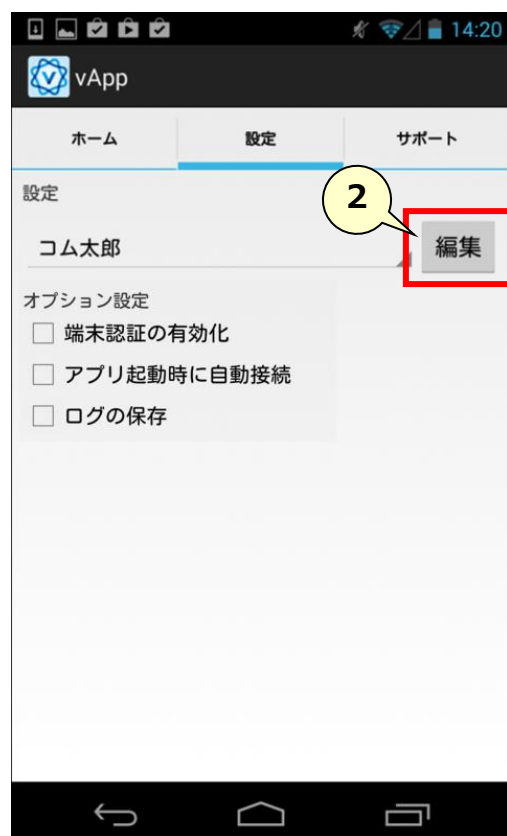 14:20
vApp
ホーム 設定 サポート
設定
2
コム太郎 編集
オプション設定
端末認証の有効化
アプリ起動時に自動接続
ログの保存